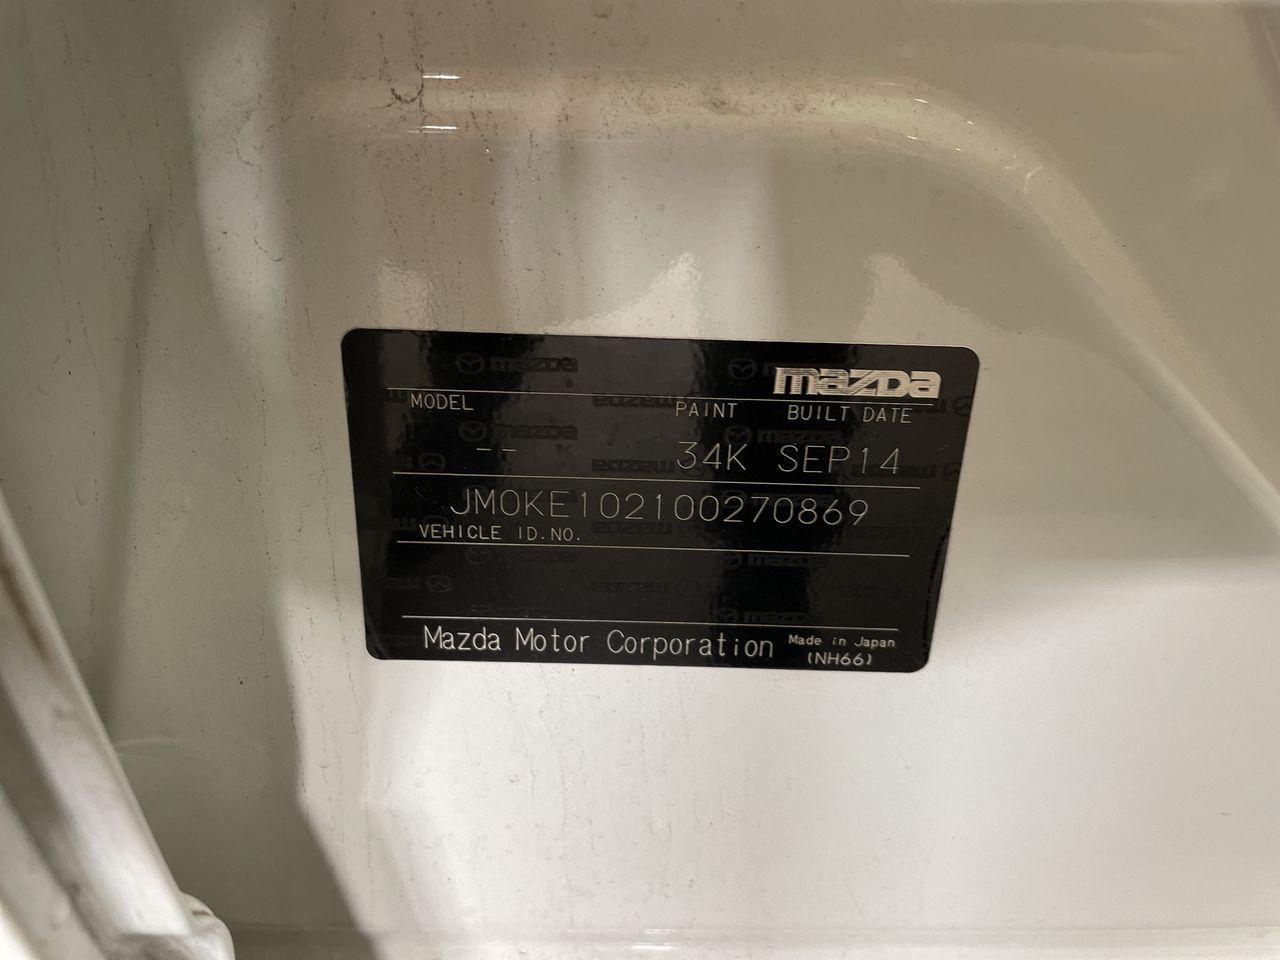 mazda
MODEL PAINT BUILT DATE
-- 34K SEP14
JM0KE102100270869
VEHICLE ID.NO.
Mazda Motor Corporation Made in Japan
(NH66)